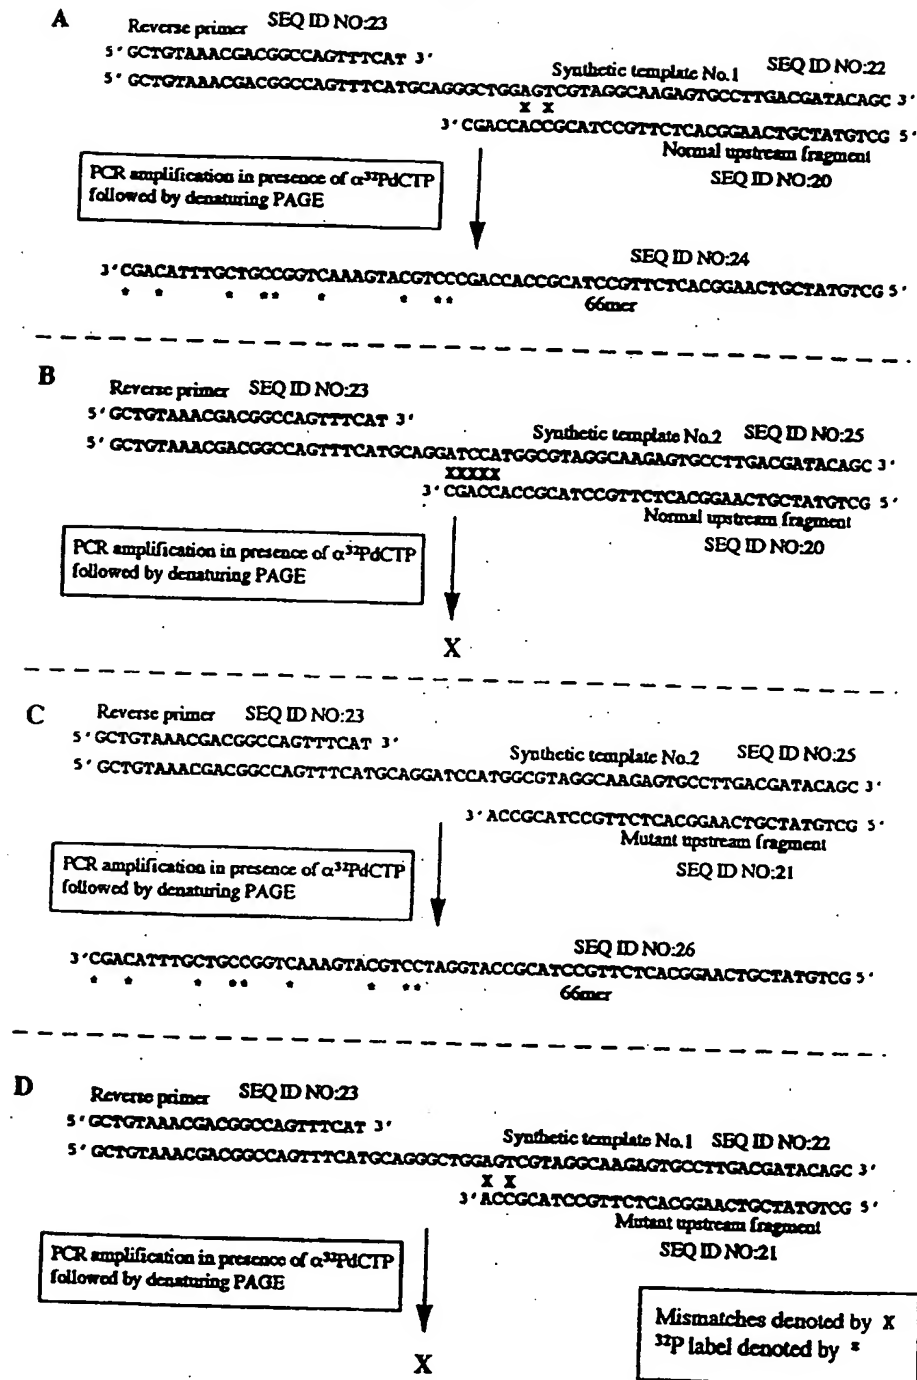 A
Reverse primer SEQ ID NO:23
5'GCTGTAAACGACGGCCAGTTTCAT 3'
Synthetic template No.1 SEQ ID NO:22
5'GCTGTAAACGACGGCCAGTTTCATGCAGGGCTGGAGTCGTAGGCAAGAGTGCCTTGACGATACAGC 3'
X X
3'CGACCACCGCATCCGTTCTCACGGAACTGCTATGTCG 5'
Normal upstream fragment
SEQ ID NO:20
PCR amplification in presence of α³²PdCTP
followed by denaturing PAGE
SEQ ID NO:24
3'CGACATTTGCTGCCGGTCAAAGTACGTCCCGACCACCGCATCCGTTCTCACGGAACTGCTATGTCG 5'
* * * ** * * **
66mer
B
Reverse primer SEQ ID NO:23
5'GCTGTAAACGACGGCCAGTTTCAT 3'
Synthetic template No.2 SEQ ID NO:25
5'GCTGTAAACGACGGCCAGTTTCATGCAGGATCCATGGCGTAGGCAAGAGTGCCTTGACGATACAGC 3'
XXXXX
3'CGACCACCGCATCCGTTCTCACGGAACTGCTATGTCG 5'
Normal upstream fragment
SEQ ID NO:20
PCR amplification in presence of α³²PdCTP
followed by denaturing PAGE
X
C
Reverse primer SEQ ID NO:23
5'GCTGTAAACGACGGCCAGTTTCAT 3'
Synthetic template No.2 SEQ ID NO:25
5'GCTGTAAACGACGGCCAGTTTCATGCAGGATCCATGGCGTAGGCAAGAGTGCCTTGACGATACAGC 3'
3'ACCGCATCCGTTCTCACGGAACTGCTATGTCG 5'
Mutant upstream fragment
SEQ ID NO:21
PCR amplification in presence of α³²PdCTP
followed by denaturing PAGE
SEQ ID NO:26
3'CGACATTTGCTGCCGGTCAAAGTACGTCCTAGGTACCGCATCCGTTCTCACGGAACTGCTATGTCG 5'
* * * ** * * **
66mer
D
Reverse primer SEQ ID NO:23
5'GCTGTAAACGACGGCCAGTTTCAT 3'
Synthetic template No.1 SEQ ID NO:22
5'GCTGTAAACGACGGCCAGTTTCATGCAGGGCTGGAGTCGTAGGCAAGAGTGCCTTGACGATACAGC 3'
X X
3'ACCGCATCCGTTCTCACGGAACTGCTATGTCG 5'
Mutant upstream fragment
SEQ ID NO:21
PCR amplification in presence of α³²PdCTP
followed by denaturing PAGE
X
Mismatches denoted by X
³²P label denoted by *